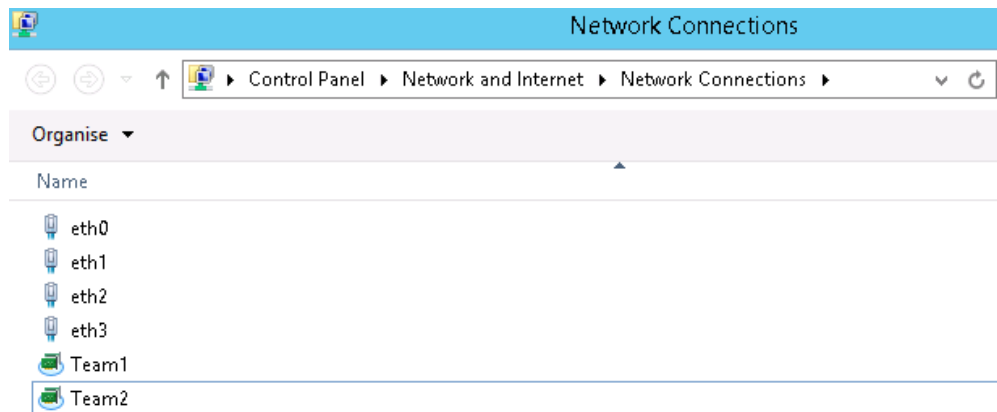 Network Connections
Control Panel Network and Internet Network Connections
Organise
Name
eth0
eth1
eth2
eth3
Team1
Team2